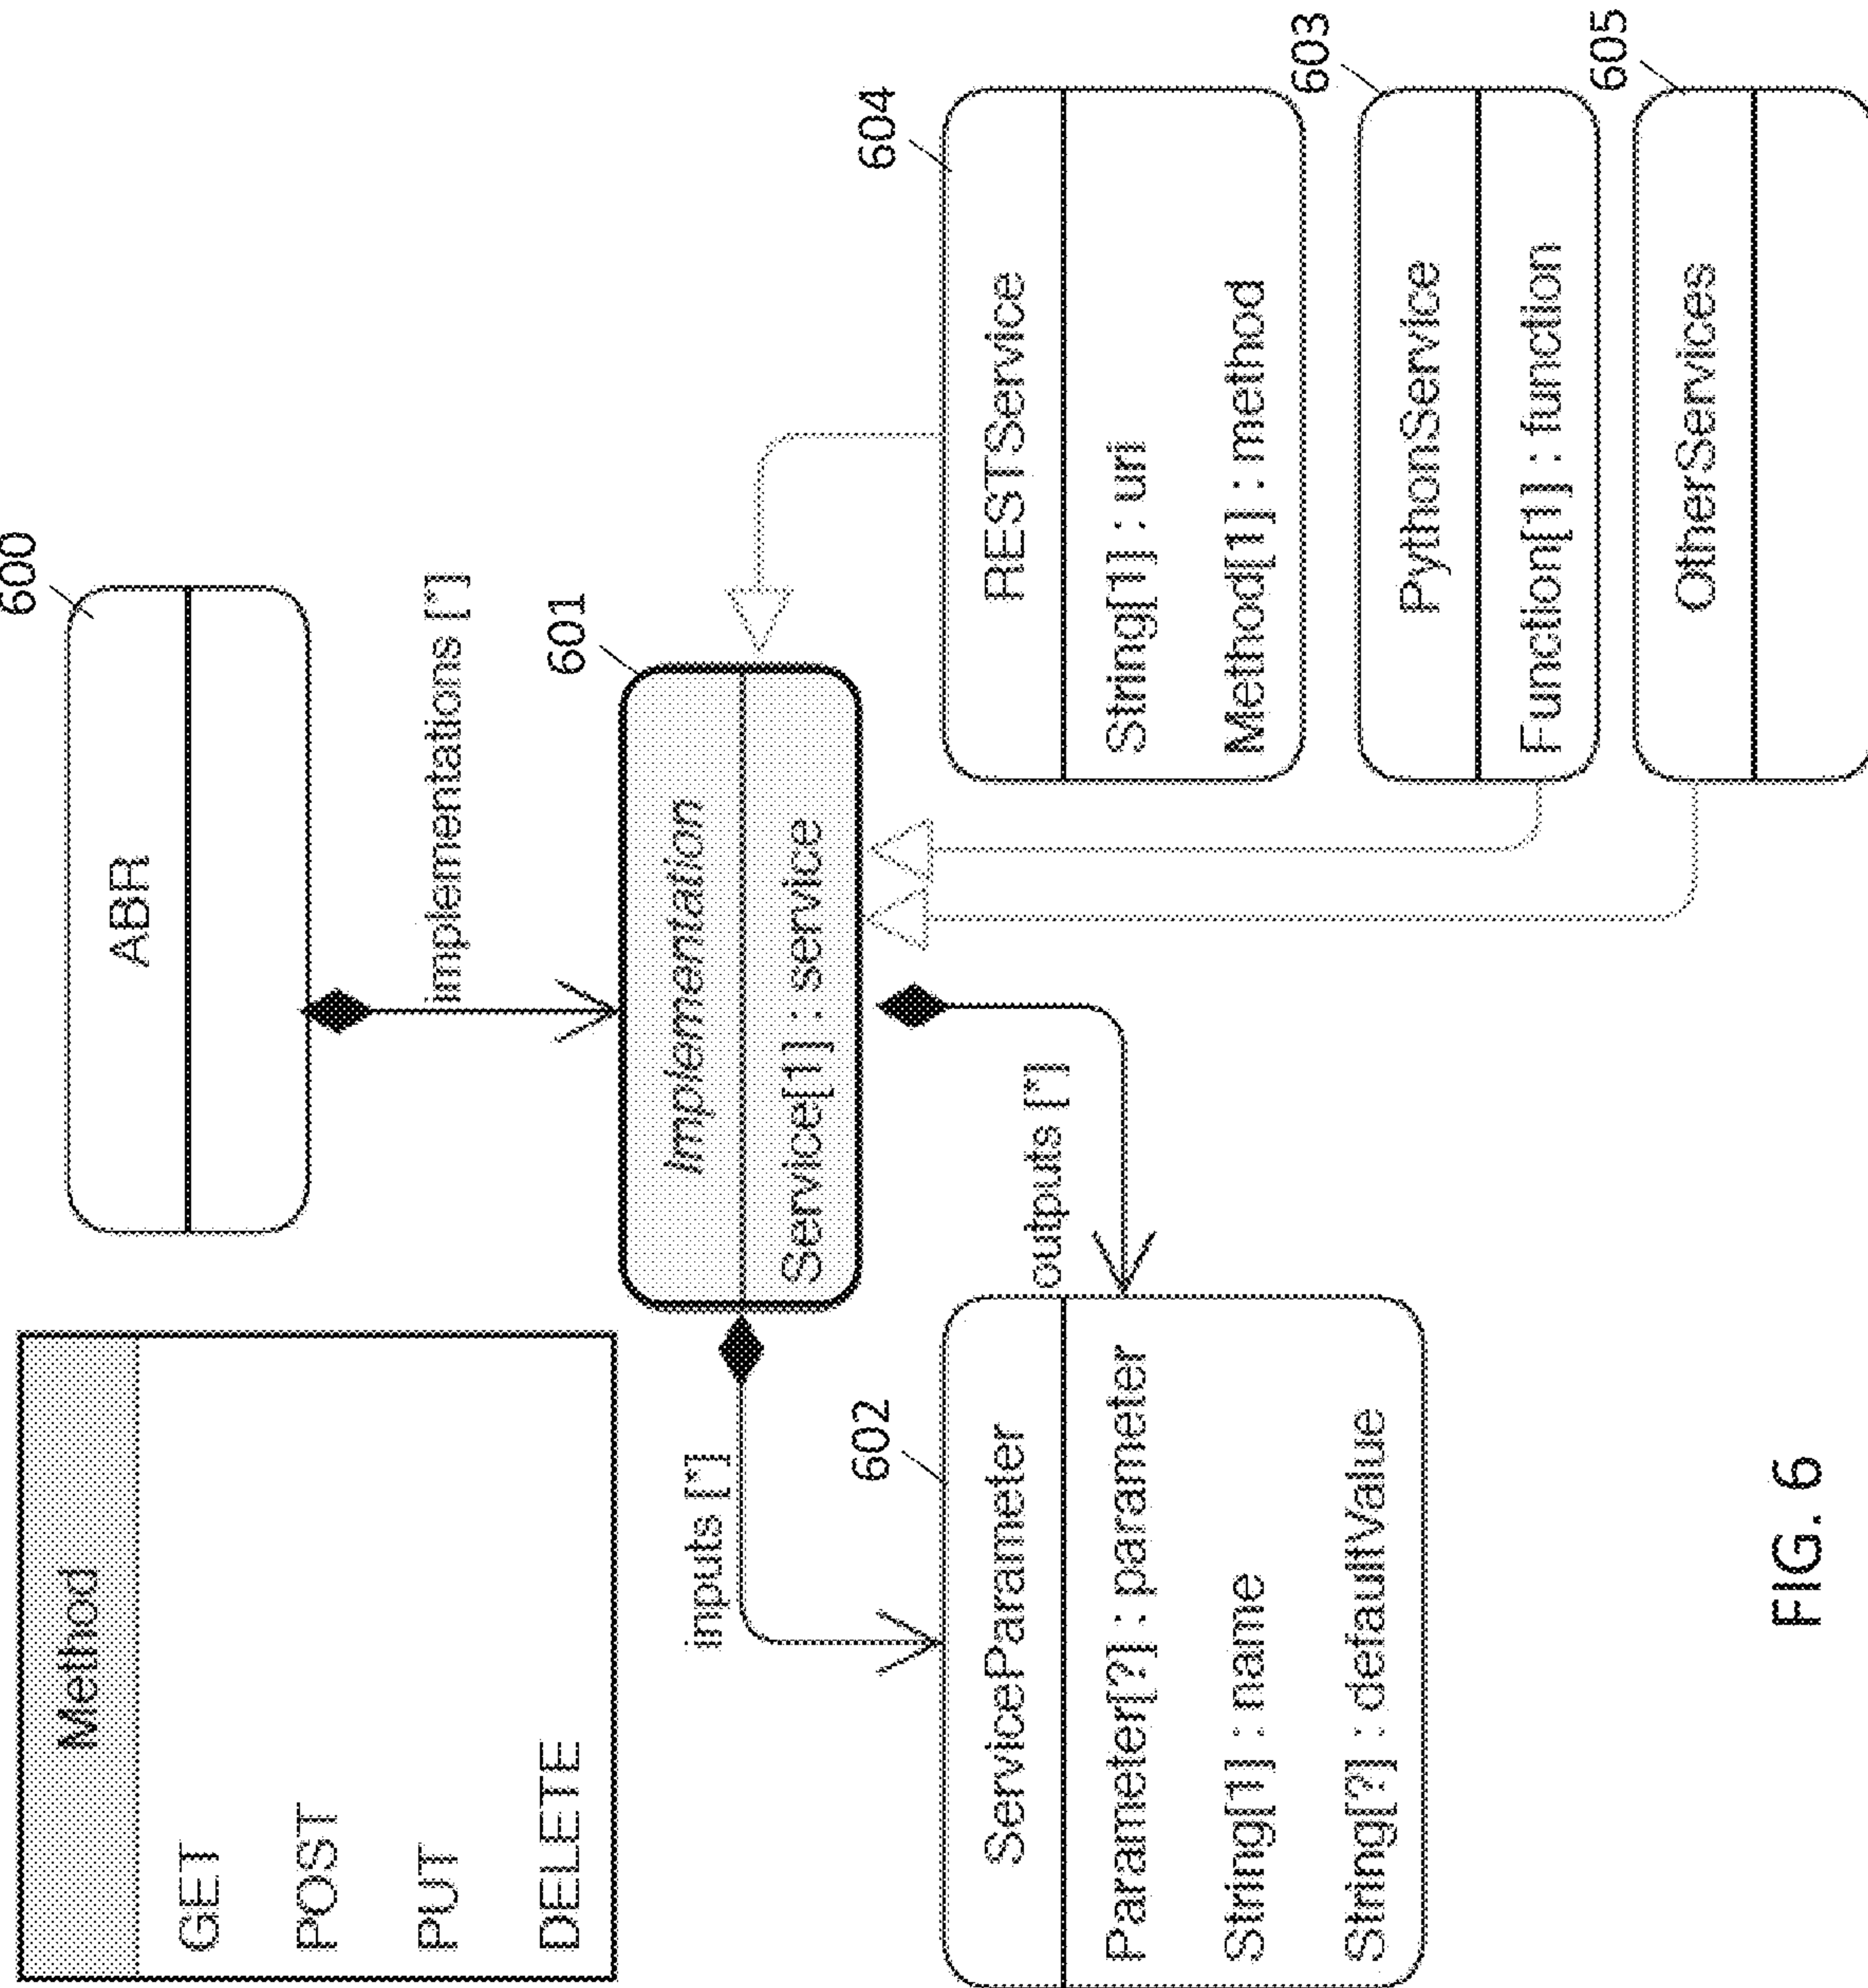 Method
GET
POST
PUT
DELETE
600
ABR
implementations [*]
601
Implementation
Service[1] : service
inputs [*]
outputs [*]
602
ServiceParameter
Parameter[?] : parameter
String[1] : name
String[?] : defaultValue
604
RESTService
String[1] : uri
Method[1] : method
603
PythonService
Function[1] : function
605
OtherServices
FIG. 6